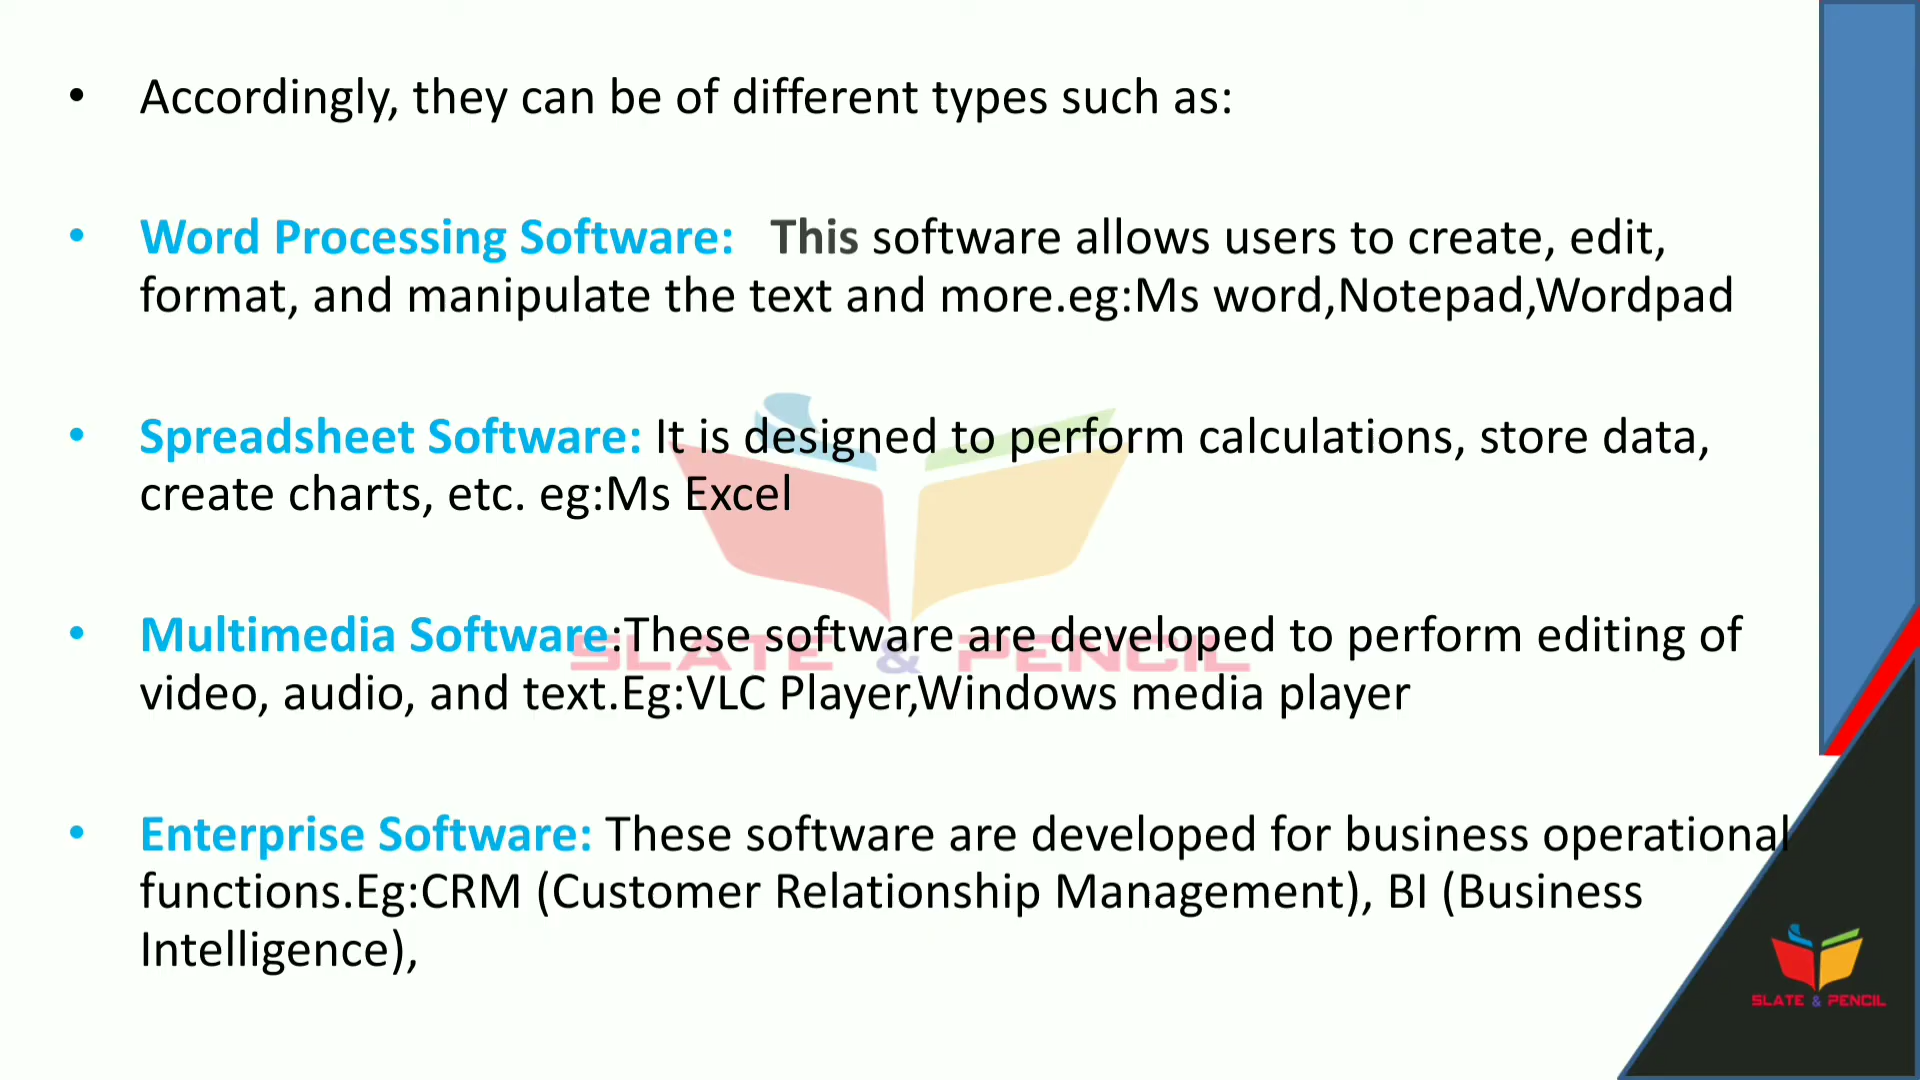 • Accordingly, they can be of different types such as:
• Word Processing Software: This software allows users to create, edit,
format, and manipulate the text and more.eg:Ms word,Notepad,Wordpad
• Spreadsheet Software: It is designed to perform calculations, store data,
create charts, etc. eg:Ms Excel
• Multimedia Software:These software are developed to perform editing of
video, audio, and text.Eg:VLC Player,Windows media player
• Enterprise Software: These software are developed for business operational
functions.Eg:CRM (Customer Relationship Management), BI (Business
Intelligence),
SLATE & PENCIL
SLATE & PENCIL